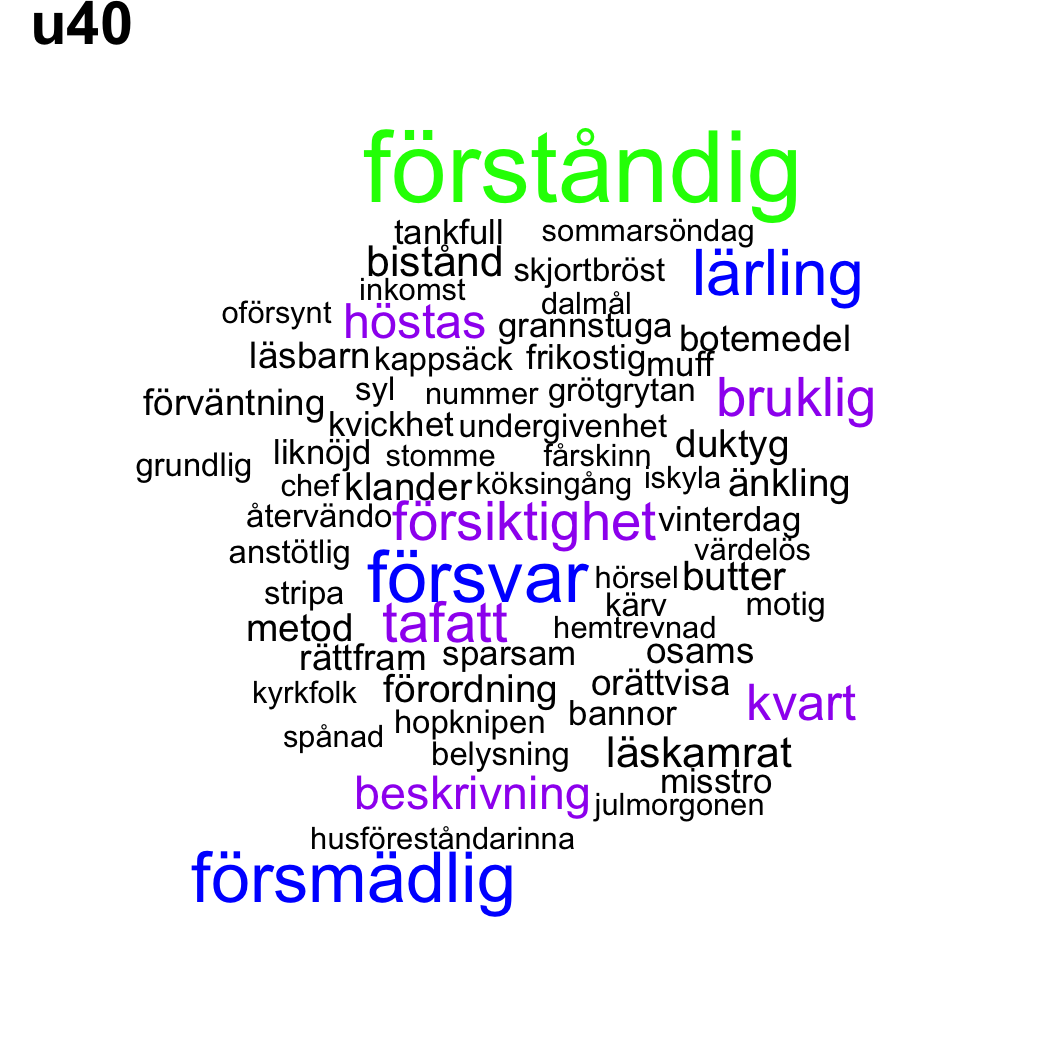 u40
förståndig
tankfull sommarsöndag
bistånd skjortbröst lärling
inkomst dalmål
oförsynt höstas grannstuga botemedel
läsbarn kappsäck frikostig muff
förväntning syl nummer grötgrytan bruklig
kvickhet undergivenhet duktyg
grundlig liknöjd stomme fårskinn iskyla
chef klander köksingång änkling
återvändo försiktighet vinterdag
anstötlig värdelös
stripa försvar hörsel butter
metod tafatt kärv hemtrevnad motig
rättfram sparsam osams
kyrkfolk förordning orättvisa kvart
hopknipen bannor
spånad belysning läskamrat
beskrivning misstro
julmorgonen
husföreståndarinna
försmädlig